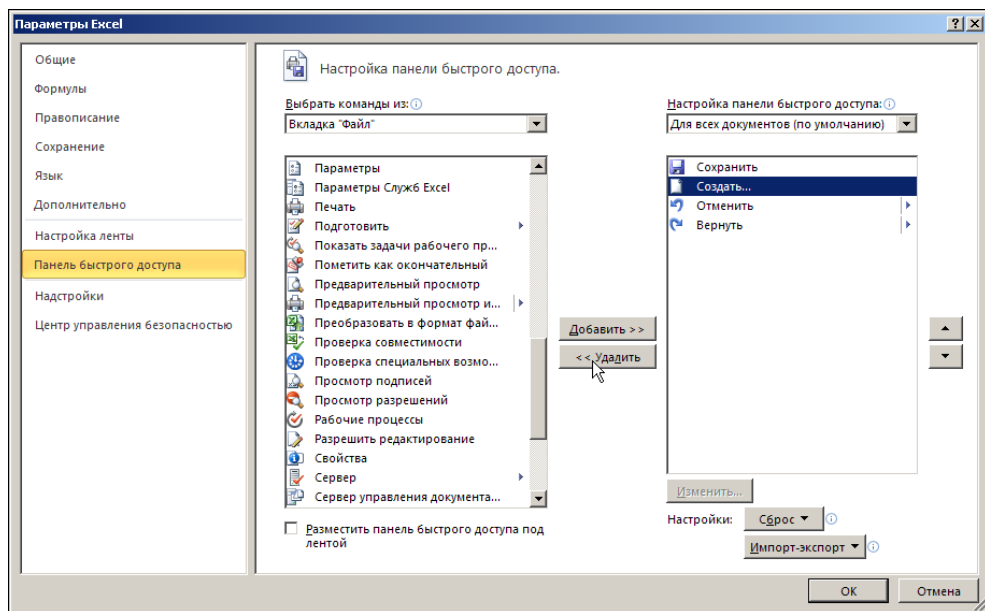 Параметры Excel
Общие
Формулы
Правописание
Сохранение
Язык
Дополнительно
Настройка ленты
Панель быстрого доступа
Надстройки
Центр управления безопасностью
Настройка панели быстрого доступа.
Выбрать команды из:
Вкладка "Файл"
Параметры
Параметры Служб Excel
Печать
Подготовить
Показать задачи рабочего пр...
Пометить как окончательный
Предварительный просмотр
Предварительный просмотр и...
Преобразовать в формат фай...
Проверка совместимости
Проверка специальных возмо...
Просмотр подписей
Просмотр разрешений
Рабочие процессы
Разрешить редактирование
Свойства
Сервер
Сервер управления документа...
Разместить панель быстрого доступа под
лентой
Добавить >>
<< Удалить
Настройка панели быстрого доступа:
Для всех документов (по умолчанию)
Сохранить
Создать...
Отменить
Вернуть
Изменить...
Настройки:
Сброс
Импорт-экспорт
ОК
Отмена